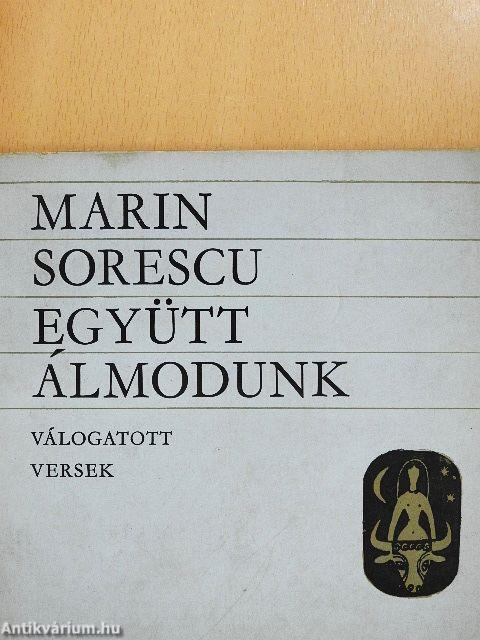 MARIN
SORESCU
EGYÜTT
ÁLMODUNK
VÁLOGATOTT
VERSEK
Antikvárium.hu